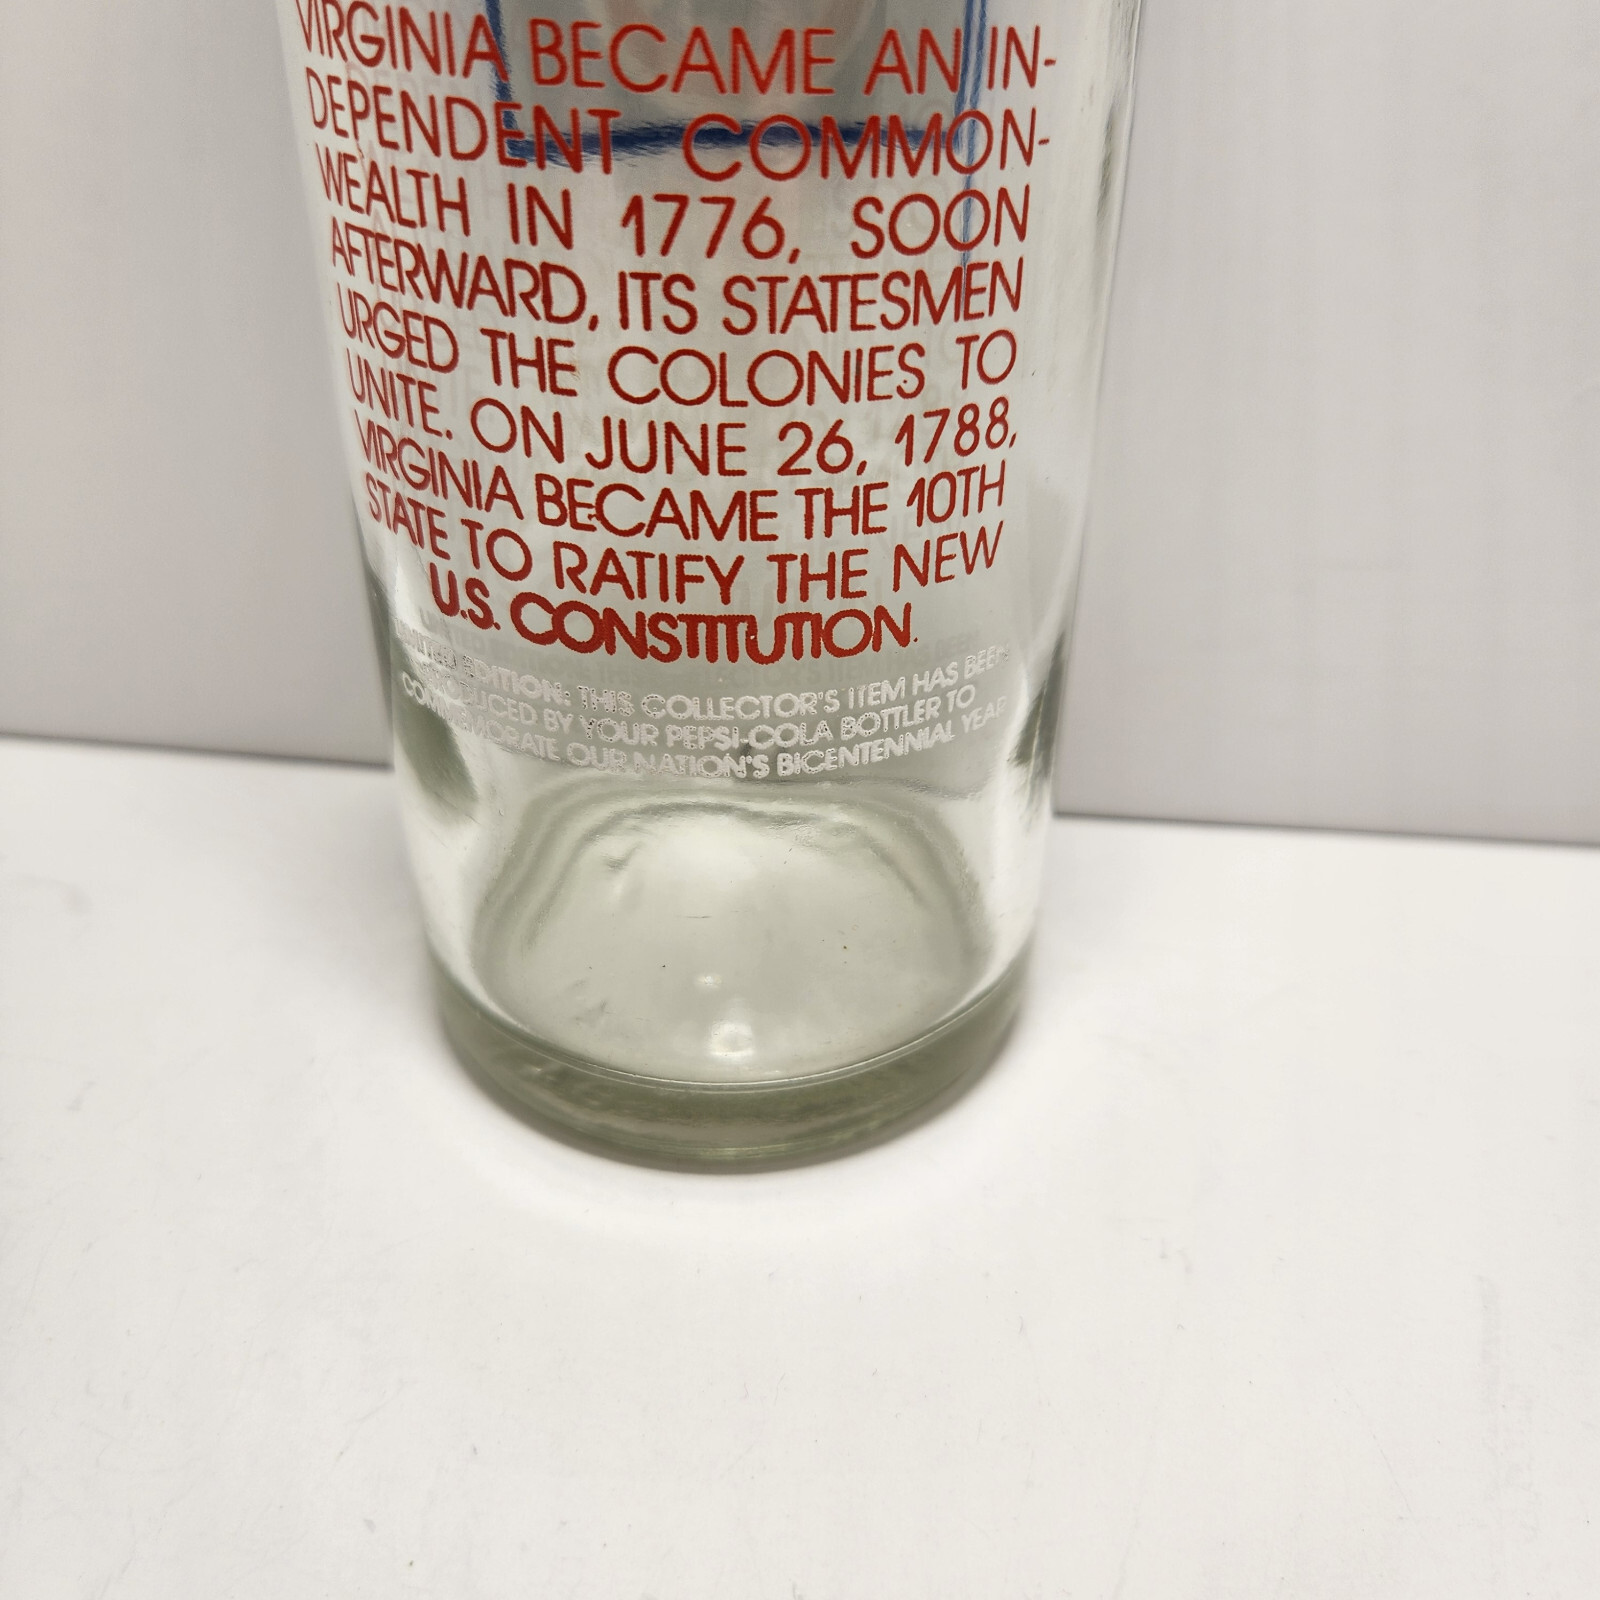 VIRGINIA BECAME AN IN-
DEPENDENT COMMON-
WEALTH IN 1776, SOON
AFTERWARD, ITS STATESMEN
URGED THE COLONIES TO
UNITE. ON JUNE 26, 1788,
VIRGINIA BECAME THE 10TH
STATE TO RATIFY THE NEW
U.S. CONSTITUTION.
LIMITED EDITION: THIS COLLECTOR'S ITEM HAS BEEN
PRODUCED BY YOUR PEPSI-COLA BOTTLER TO
COMMEMORATE OUR NATION'S BICENTENNIAL YEAR